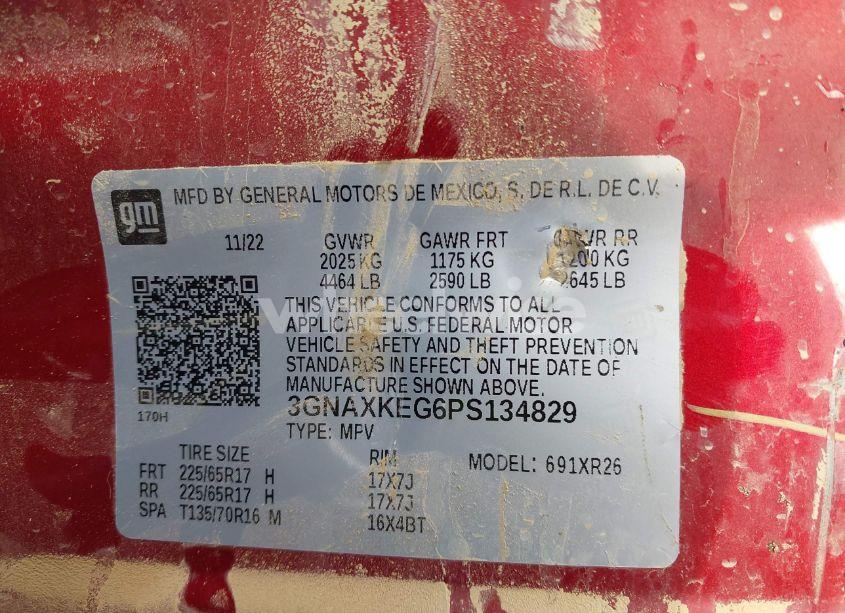 gm
MFD BY GENERAL MOTORS DE MEXICO, S. DE R.L. DE C.V.
11/22 GVWR GAWR FRT RR
2025 KG 1175 KG KG
4464 LB 2590 LB LB
THIS VEHICLE CONFORMS TO ALL
APPLICABLE U.S. FEDERAL MOTOR
VEHICLE SAFETY AND THEFT PREVENTION
STANDARDS IN EFFECT ON THE DATE OF
MANUFACTURE SHOWN ABOVE.
170H
3GNAXKEG6PS134829
TYPE: MPV
TIRE SIZE RIM MODEL: 691XR26
FRT 225/65R17 H 17X7J
RR 225/65R17 H 17X7J
SPA T135/70R16 M 16X4BT